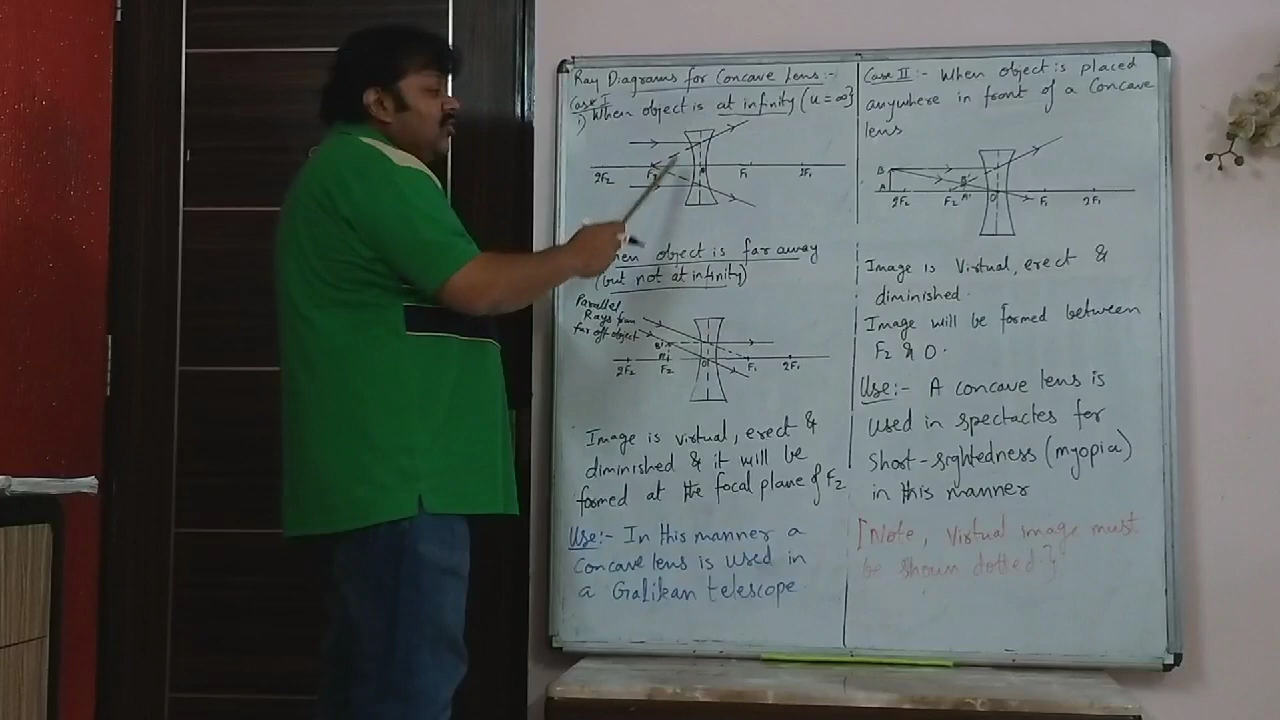 Ray Diagrams for Concave Lens:-
Case I
i) When object is at infinity (u = ∞}
2F2 F2 F1 2F1
when object is far away
(but not at infinity)
Parallel
Rays from
far off object
B'
2F2 F2 O F1 2F1
Image is virtual, erect &
diminished & it will be
formed at the focal plane of F2
Use:- In this manner a
Concave lens is used in
a Galilean telescope
Case II :- When object is placed
anywhere in front of a Concave
lens
B B'
A 2F2 F2 A' O F1 2F1
Image is Virtual, erect &
diminished.
Image will be formed between
F2 & O.
Use:- A concave lens is
used in spectacles for
Short-sightedness (myopia)
in this manner
[Note, Virtual image must
be shown dotted.}